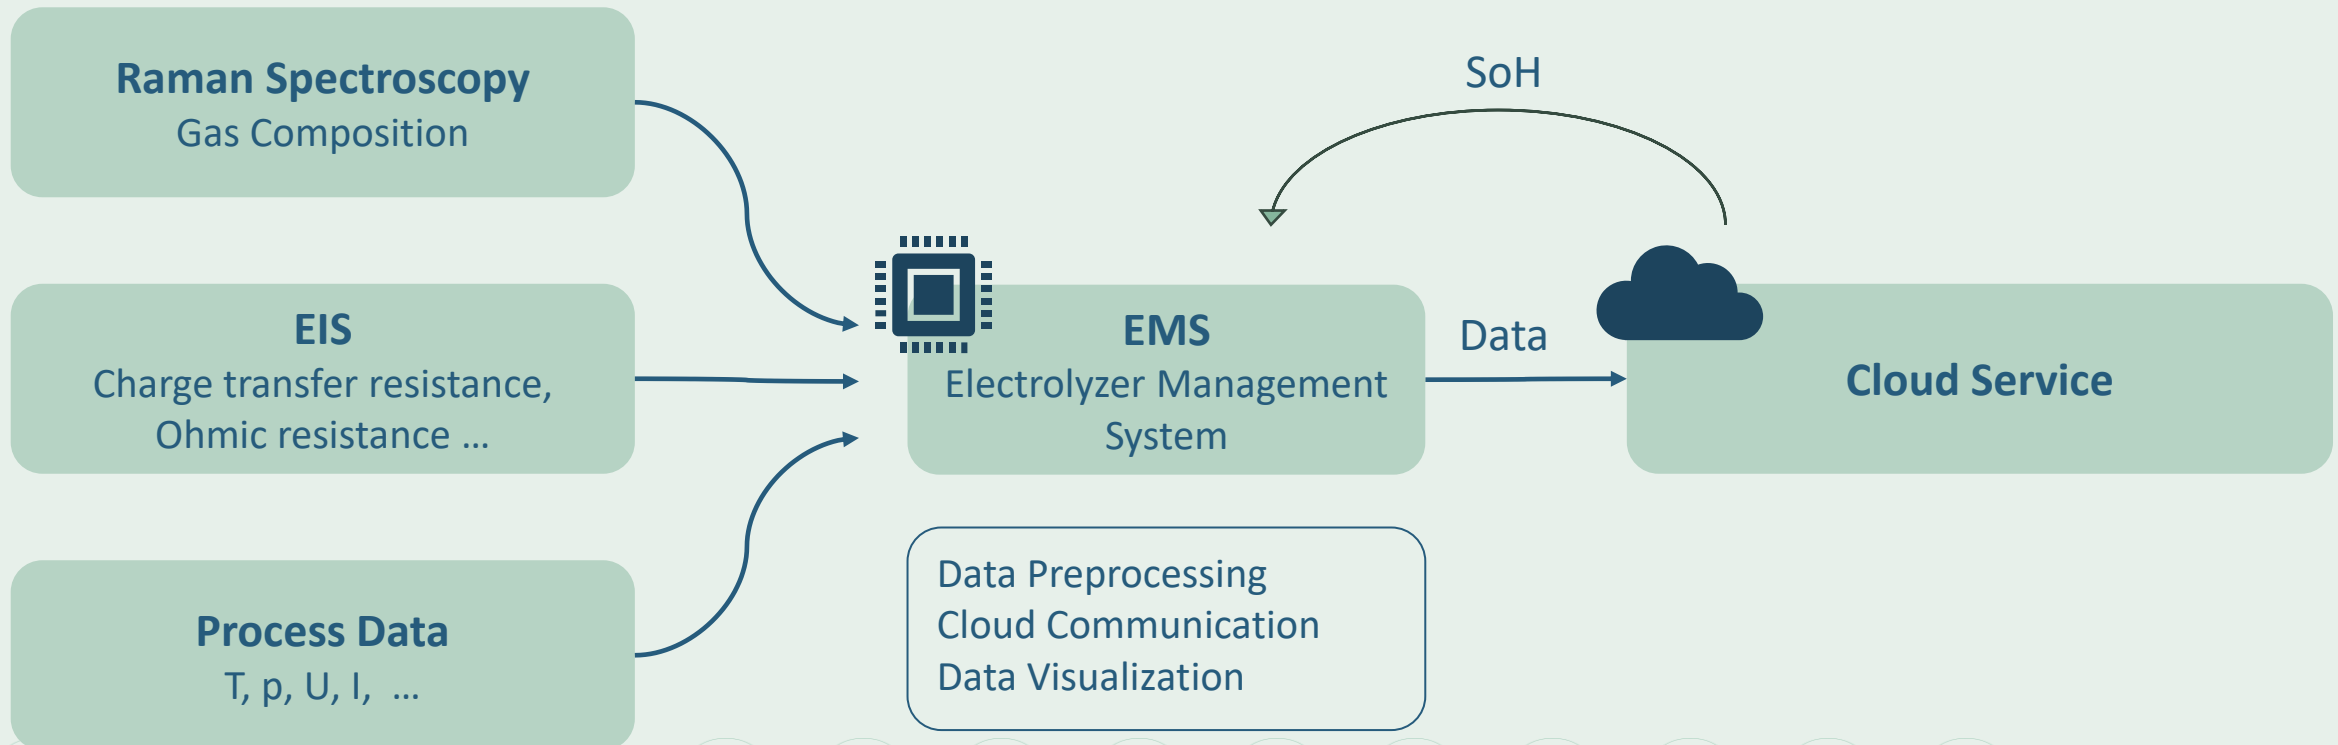 Raman Spectroscopy
Gas Composition
EIS
Charge transfer resistance,
Ohmic resistance ...
Process Data
T, p, U, I,  ...
EMS
Electrolyzer Management
System
Data Preprocessing
Cloud Communication
Data Visualization
SoH
Data
Cloud Service